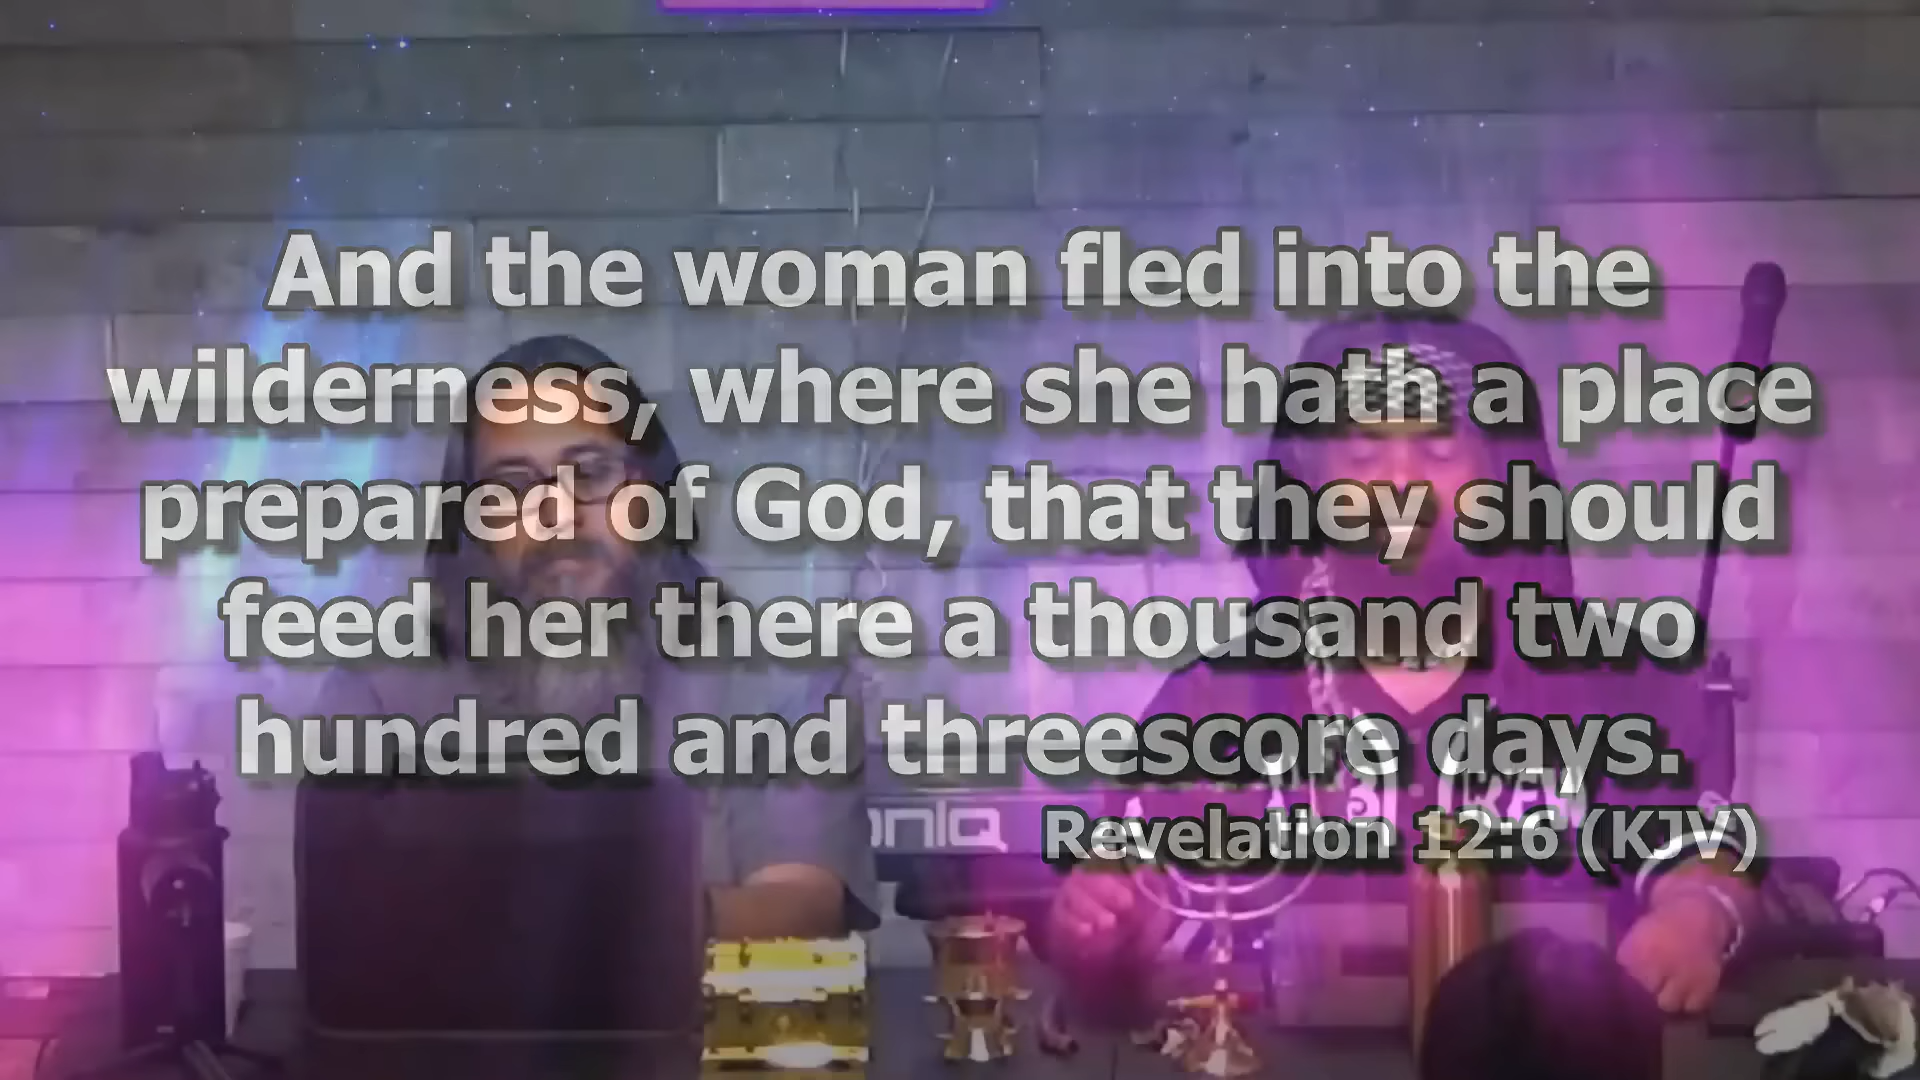 And the woman fled into the
wilderness, where she hath a place
prepared of God, that they should
feed her there a thousand two
hundred and threescore days.
Revelation 12:6 (KJV)